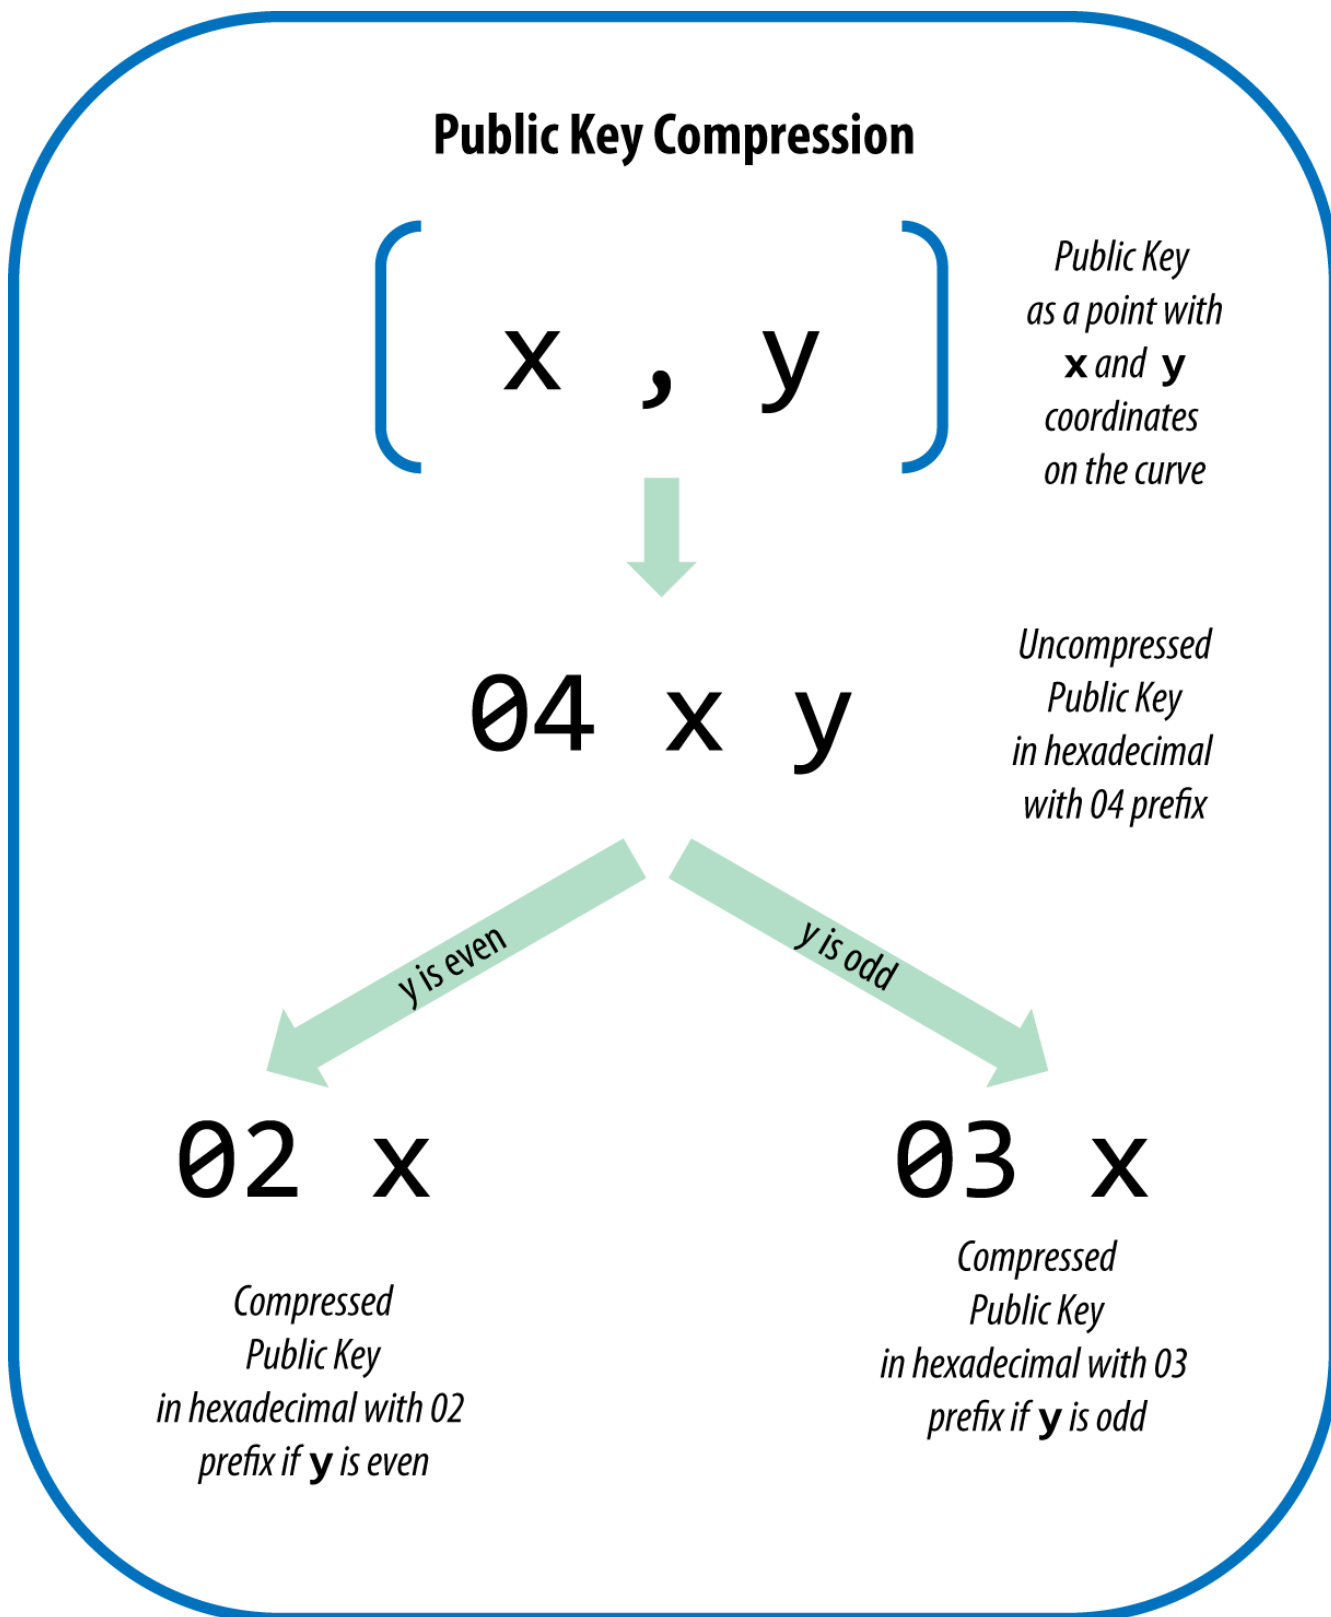 Public Key Compression
x , y
Public Key
as a point with
x and y
coordinates
on the curve
04 x y
Uncompressed
Public Key
in hexadecimal
with 04 prefix
y is even
y is odd
02 x
03 x
Compressed
Public Key
in hexadecimal with 02
prefix if y is even
Compressed
Public Key
in hexadecimal with 03
prefix if y is odd